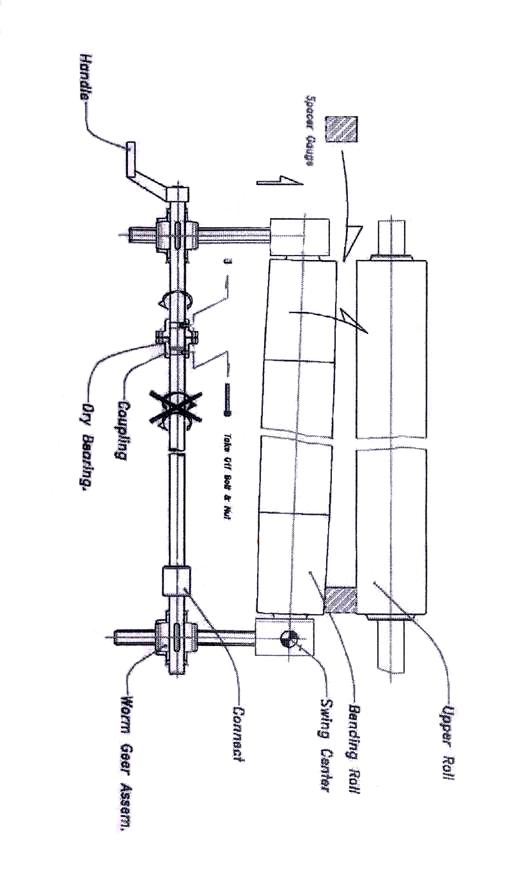 Upper Roll
Bending Roll
Swing Center
Spacer Gauge
Take Off Bolt & Nut
Connect
Worm Gear Assem.
Coupling
Dry Bearing.
Handle